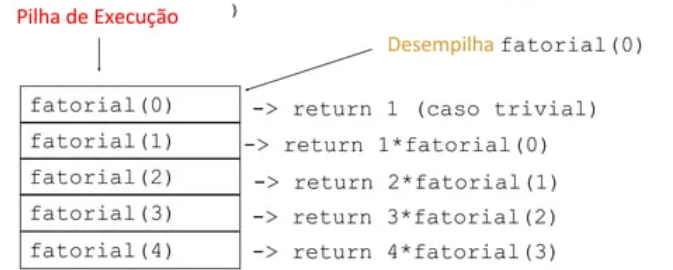 Pilha de Execução }
Desempilha fatorial(0)
fatorial(0) -> return 1 (caso trivial)
fatorial(1) -> return 1*fatorial(0)
fatorial(2) -> return 2*fatorial(1)
fatorial(3) -> return 3*fatorial(2)
fatorial(4) -> return 4*fatorial(3)